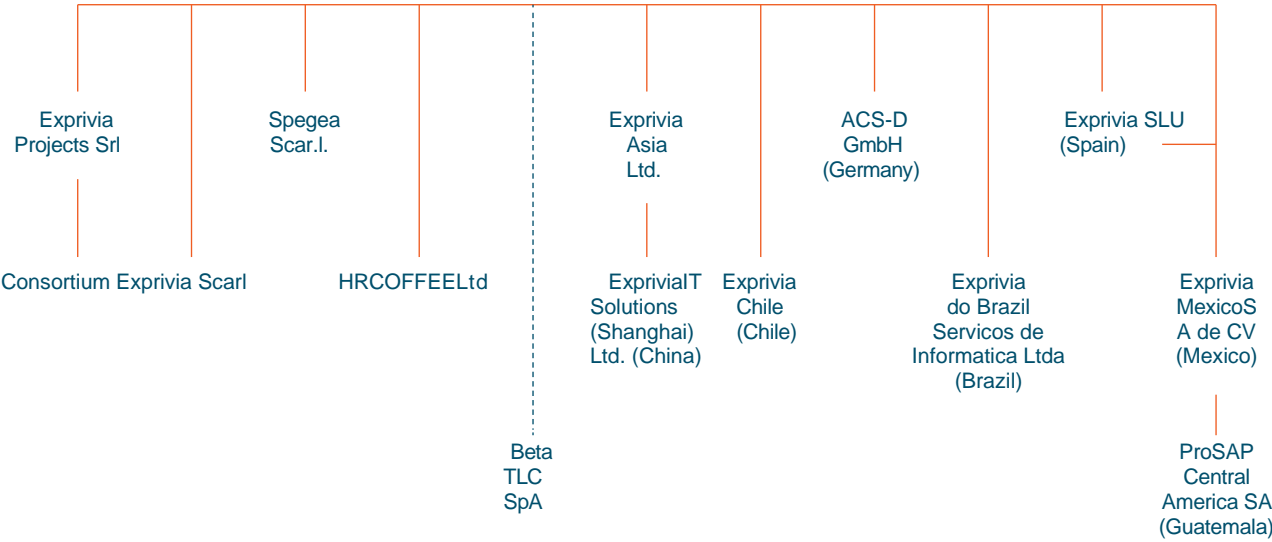 Exprivia
Projects Srl
Spegea
Scar.l.
Exprivia
Asia
Ltd.
ACS-D
GmbH
(Germany)
Exprivia SLU
(Spain)
Consortium Exprivia Scarl
HRCOFFEELtd
ExpriviaIT
Solutions
(Shanghai)
Ltd. (China)
Exprivia
Chile
(Chile)
Exprivia
do Brazil
Servicos de
Informatica Ltda
(Brazil)
Exprivia
MexicoS
A de CV
(Mexico)
Beta
TLC
SpA
ProSAP
Central
America SA
(Guatemala)